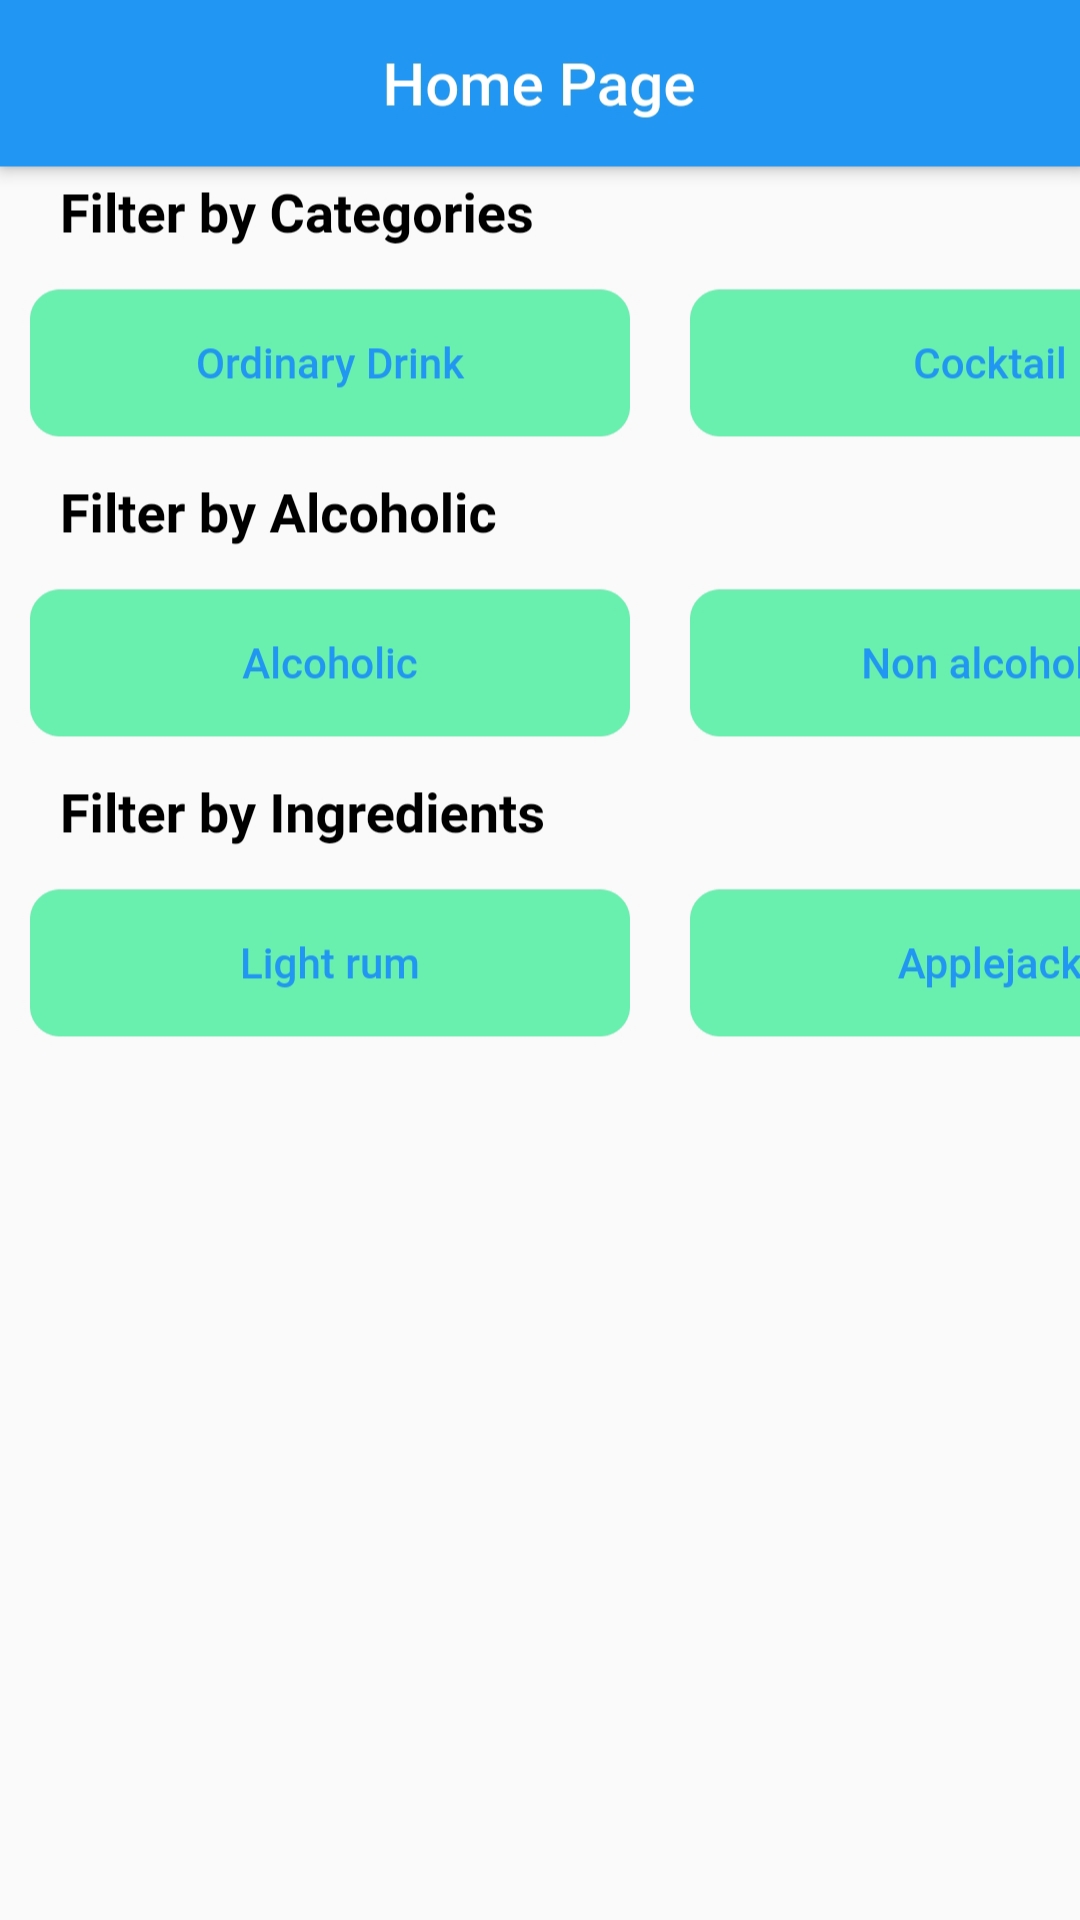 Home Page
Filter by Categories
Ordinary Drink Cocktail
Filter by Alcoholic
Alcoholic Non alcohol
Filter by Ingredients
Light rum Applejack